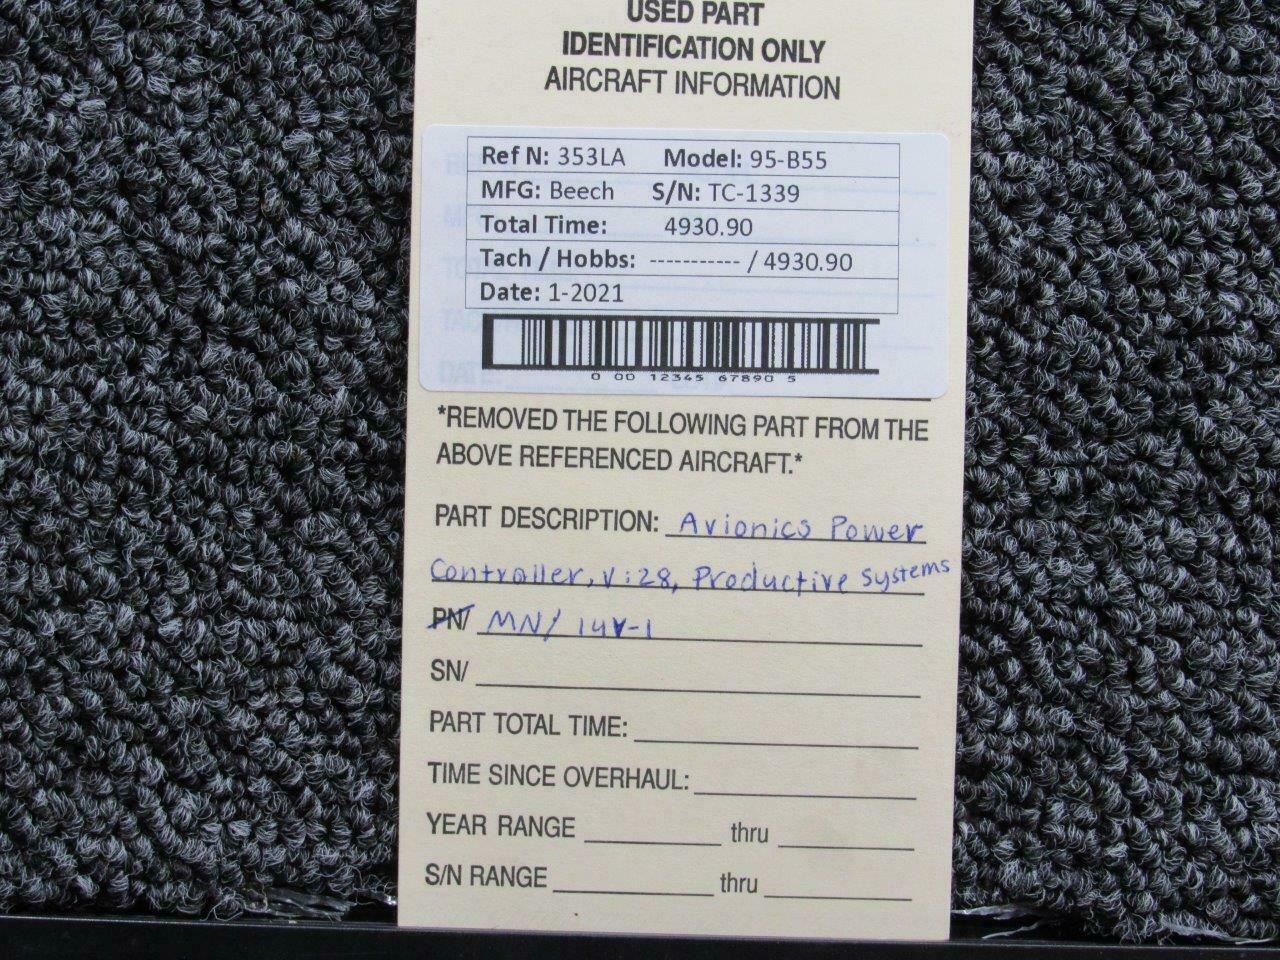 USED PART
IDENTIFICATION ONLY
AIRCRAFT INFORMATION
Ref N: 353LA Model: 95-B55
MFG: Beech S/N: TC-1339
Total Time: 4930.90
Tach / Hobbs: ----------- / 4930.90
Date: 1-2021
0 00 12345 67890 5
*REMOVED THE FOLLOWING PART FROM THE
ABOVE REFERENCED AIRCRAFT.*
PART DESCRIPTION: Avionics Power
Controller, V:28, Productive Systems
PN/ MN/ 14V-1
SN/
PART TOTAL TIME:
TIME SINCE OVERHAUL:
YEAR RANGE thru
S/N RANGE thru